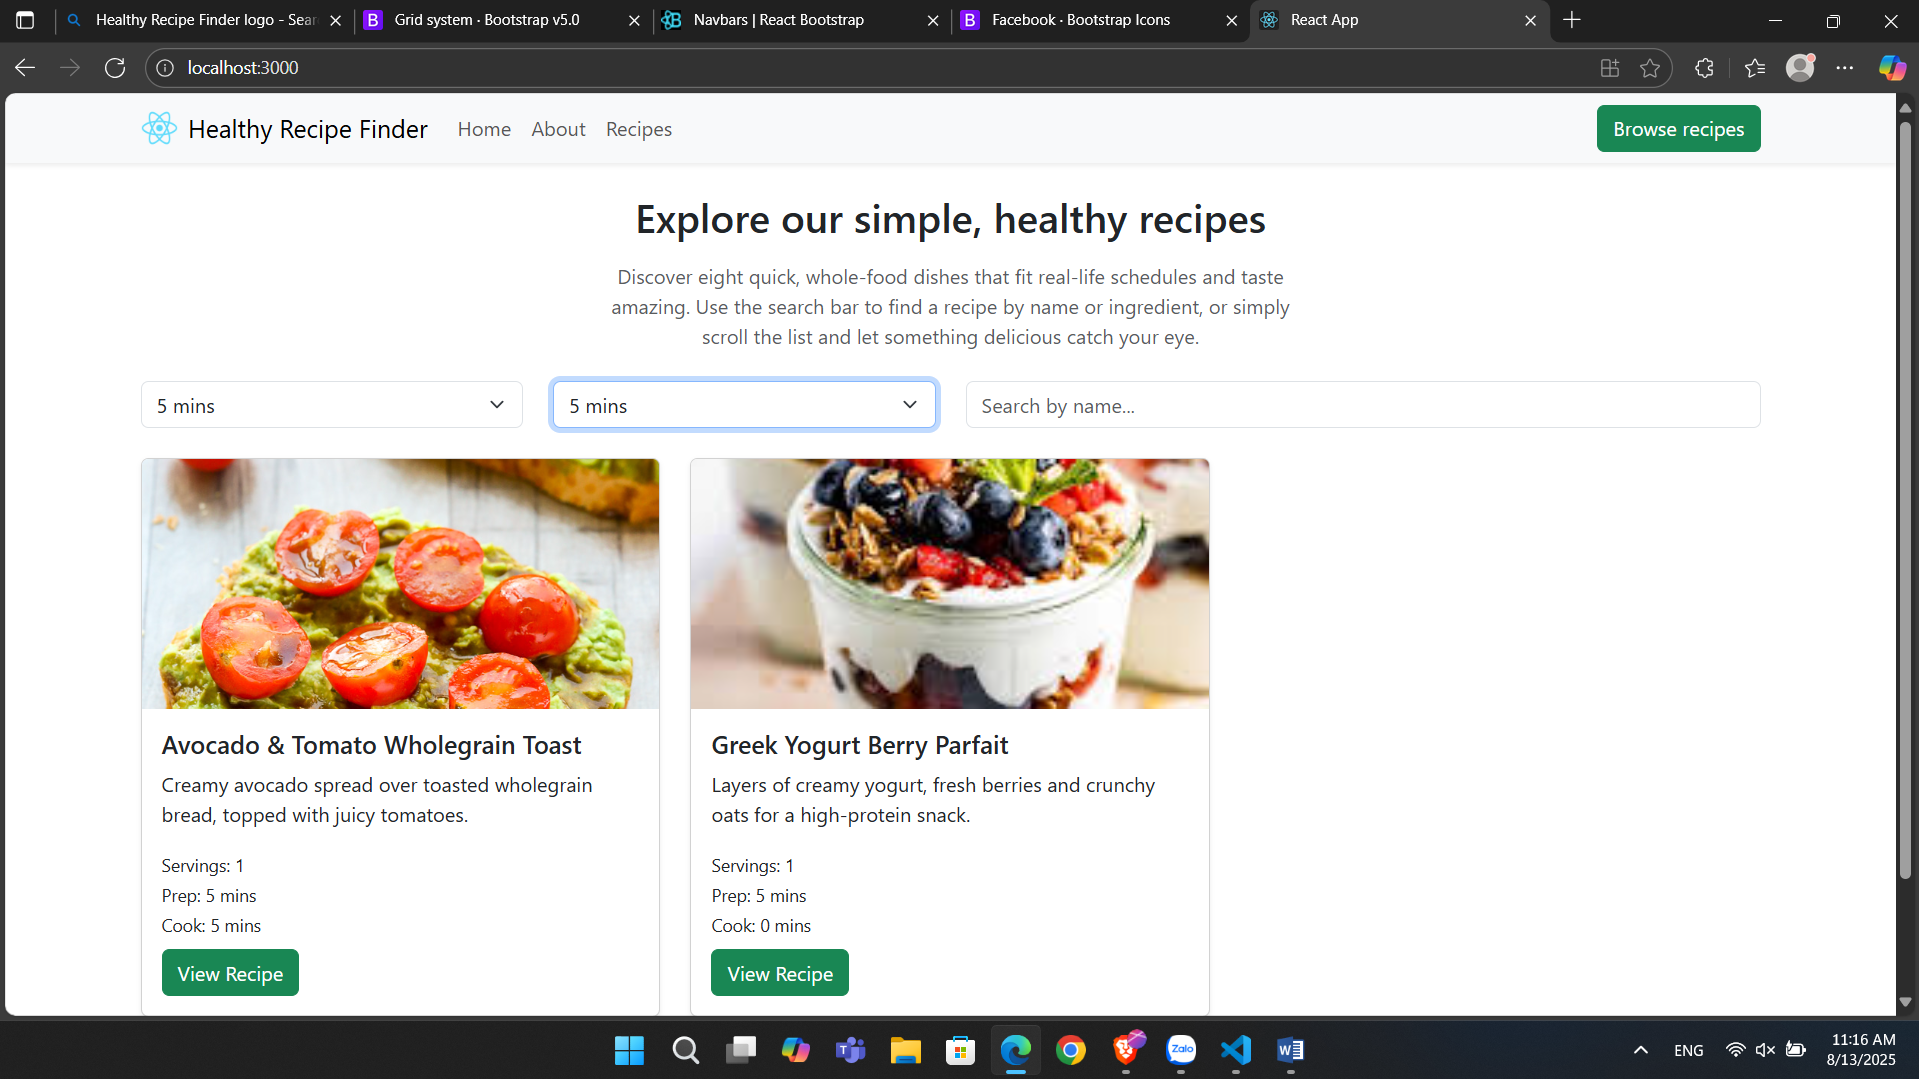 Healthy Recipe Finder logo - Sear
Grid system · Bootstrap v5.0
Navbars | React Bootstrap
Facebook · Bootstrap Icons
React App
localhost:3000
Healthy Recipe Finder
Home
About
Recipes
Browse recipes
Explore our simple, healthy recipes
Discover eight quick, whole-food dishes that fit real-life schedules and taste
amazing. Use the search bar to find a recipe by name or ingredient, or simply
scroll the list and let something delicious catch your eye.
5 mins
5 mins
Search by name...
Avocado & Tomato Wholegrain Toast
Creamy avocado spread over toasted wholegrain
bread, topped with juicy tomatoes.
Servings: 1
Prep: 5 mins
Cook: 5 mins
View Recipe
Greek Yogurt Berry Parfait
Layers of creamy yogurt, fresh berries and crunchy
oats for a high-protein snack.
Servings: 1
Prep: 5 mins
Cook: 0 mins
View Recipe
Zalo
ENG
11:16 AM
8/13/2025